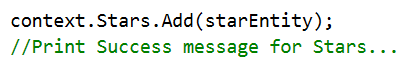 context.Stars.Add(starEntity);
//Print Success message for Stars...